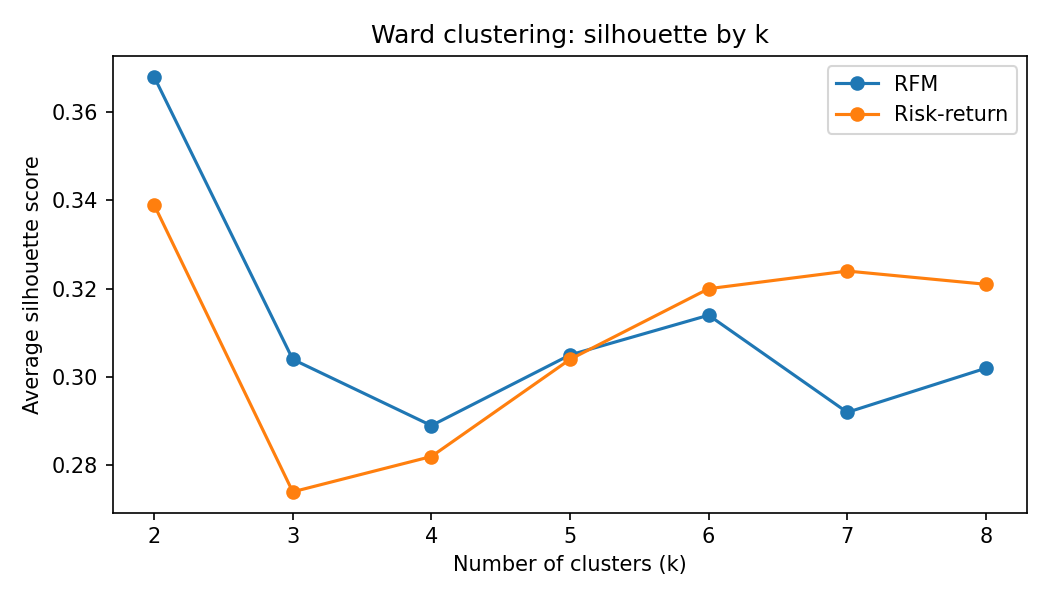 Ward clustering: silhouette by k
RFM
Risk-return
Average silhouette score
0.36
0.34
0.32
0.30
0.28
2 3 4 5 6 7 8
Number of clusters (k)